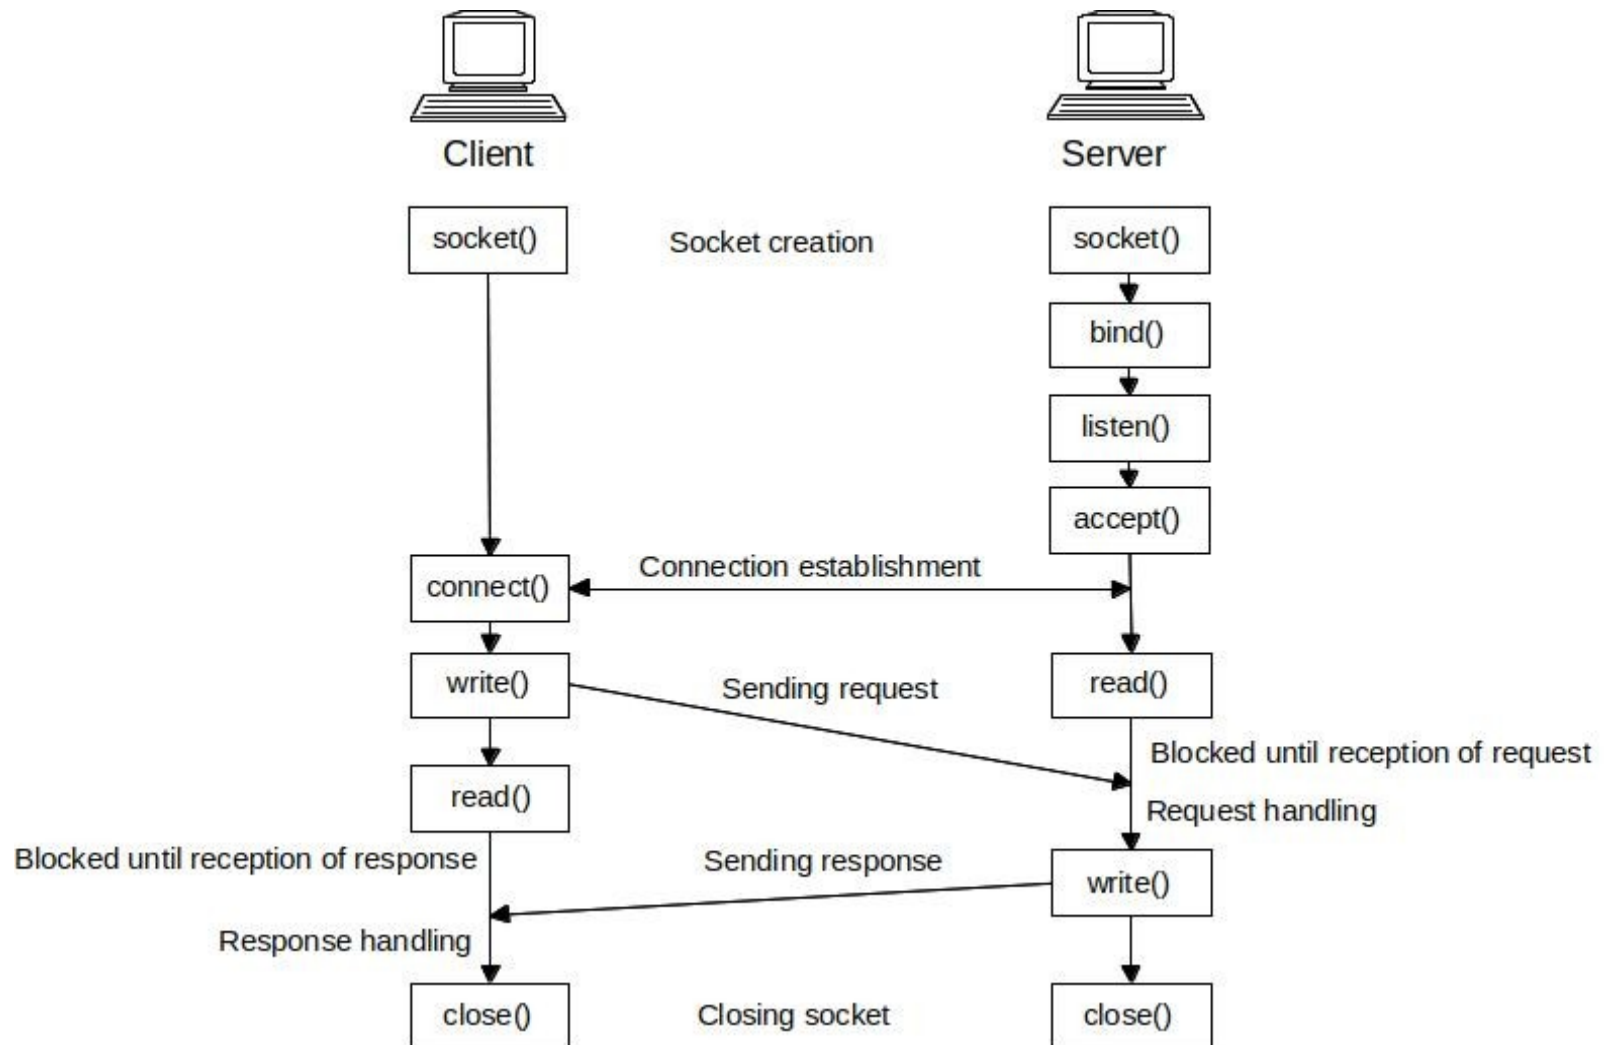 Client
Server
socket()
Socket creation
socket()
bind()
listen()
accept()
Connection establishment
connect()
write()
Sending request
read()
Blocked until reception of request
read()
Request handling
Blocked until reception of response
Sending response
write()
Response handling
close()
Closing socket
close()